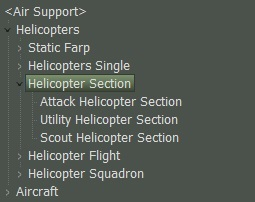 <Air Support>
Helicopters
Static Farp
Helicopters Single
Helicopter Section
Attack Helicopter Section
Utility Helicopter Section
Scout Helicopter Section
Helicopter Flight
Helicopter Squadron
Aircraft